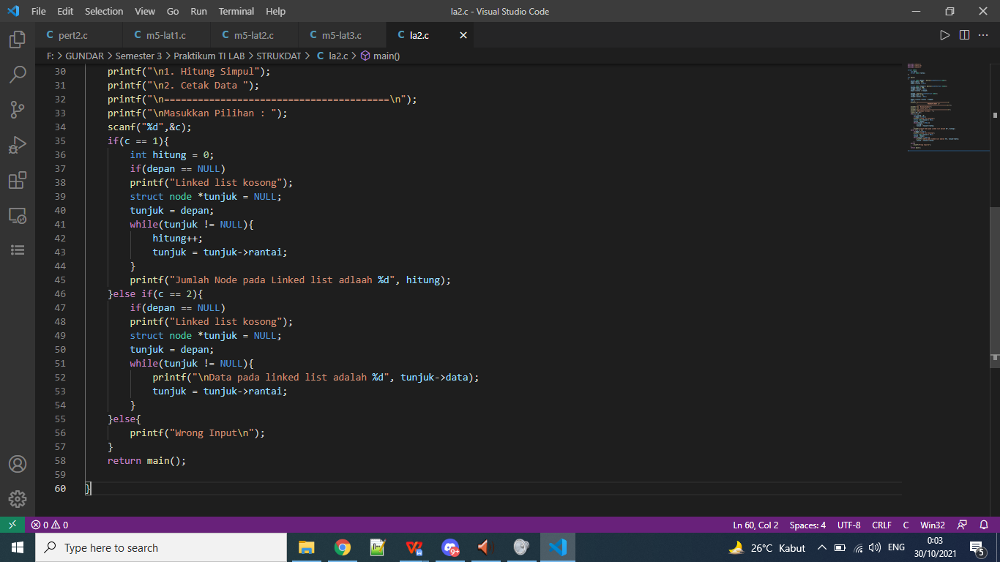 File Edit Selection View Go Run Terminal Help la2.c - Visual Studio Code
C pert2.c C m5-lat1.c C m5-lat2.c C m5-lat3.c C la2.c
F: > GUNDAR > Semester 3 > Praktikum TI LAB > STRUKDAT > C la2.c > main()
30 printf("\n1. Hitung Simpul");
31 printf("\n2. Cetak Data ");
32 printf("\n========================================\n");
33 printf("\nMasukkan Pilihan : ");
34 scanf("%d",&c);
35 if(c == 1){
36 int hitung = 0;
37 if(depan == NULL)
38 printf("Linked list kosong");
39 struct node *tunjuk = NULL;
40 tunjuk = depan;
41 while(tunjuk != NULL){
42 hitung++;
43 tunjuk = tunjuk->rantai;
44 }
45 printf("Jumlah Node pada Linked list adlaah %d", hitung);
46 }else if(c == 2){
47 if(depan == NULL)
48 printf("Linked list kosong");
49 struct node *tunjuk = NULL;
50 tunjuk = depan;
51 while(tunjuk != NULL){
52 printf("\nData pada linked list adalah %d", tunjuk->data);
53 tunjuk = tunjuk->rantai;
54 }
55 }else{
56 printf("Wrong Input\n");
57 }
58 return main();
59
60 }
0 0 Ln 60, Col 2 Spaces: 4 UTF-8 CRLF C Win32
Type here to search 9+ 26°C Kabut ENG 0:03
30/10/2021 5